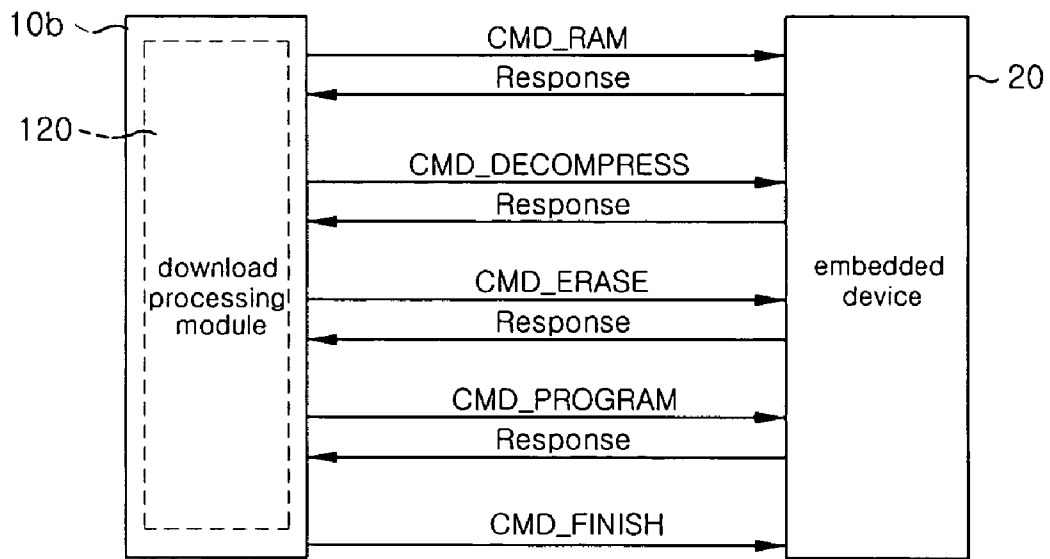 10b
CMD_RAM
Response
20
120
CMD_DECOMPRESS
Response
download
processing
module
CMD_ERASE
Response
embedded
device
CMD_PROGRAM
Response
CMD_FINISH